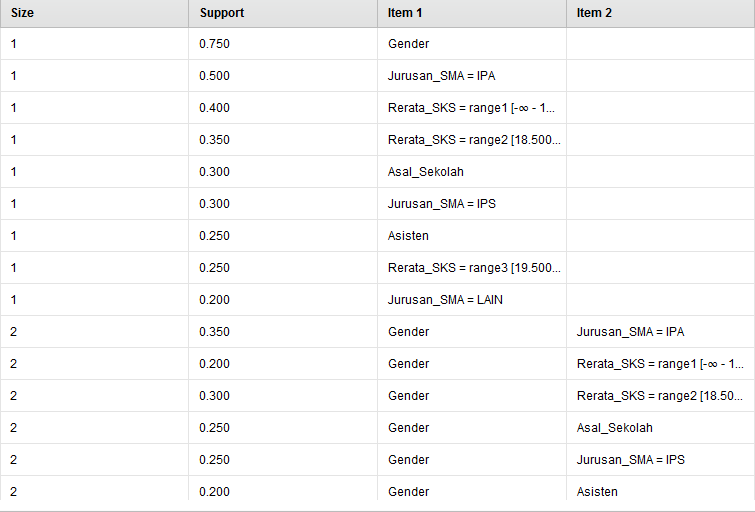 Size Support Item 1 Item 2
1 0.750 Gender
1 0.500 Jurusan_SMA = IPA
1 0.400 Rerata_SKS = range1 [-∞ - 1...
1 0.350 Rerata_SKS = range2 [18.500...
1 0.300 Asal_Sekolah
1 0.300 Jurusan_SMA = IPS
1 0.250 Asisten
1 0.250 Rerata_SKS = range3 [19.500...
1 0.200 Jurusan_SMA = LAIN
2 0.350 Gender Jurusan_SMA = IPA
2 0.200 Gender Rerata_SKS = range1 [-∞ - 1...
2 0.300 Gender Rerata_SKS = range2 [18.50...
2 0.250 Gender Asal_Sekolah
2 0.250 Gender Jurusan_SMA = IPS
2 0.200 Gender Asisten